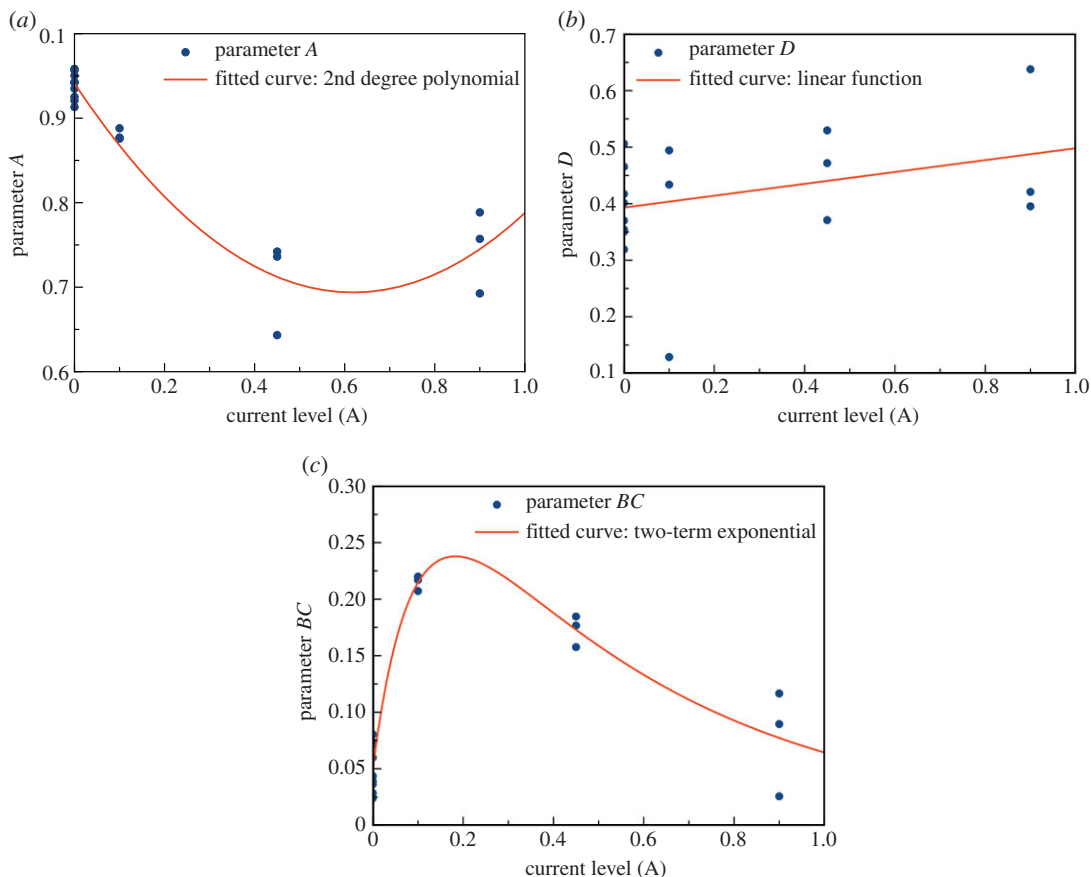 (a)
0.1
parameter A
fitted curve: 2nd degree polynomial
0.9
0.8
0.7
0.6
parameter A
0
0.2
0.4
0.6
0.8
1.0
current level (A)
(b)
0.7
parameter D
fitted curve: linear function
0.6
0.5
0.4
0.3
0.2
0.1
parameter D
0
0.2
0.4
0.6
0.8
1.0
current level (A)
(c)
0.30
parameter BC
fitted curve: two-term exponential
0.25
0.20
0.15
0.10
0.05
0
parameter BC
0
0.2
0.4
0.6
0.8
1.0
current level (A)